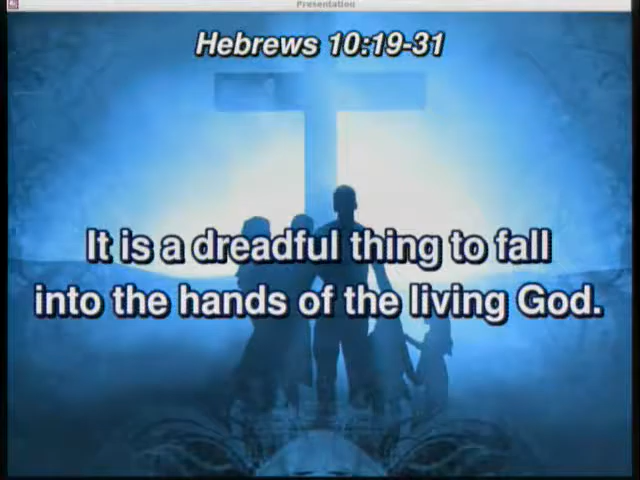 Presentation
Hebrews 10:19-31
It is a dreadful thing to fall
into the hands of the living God.